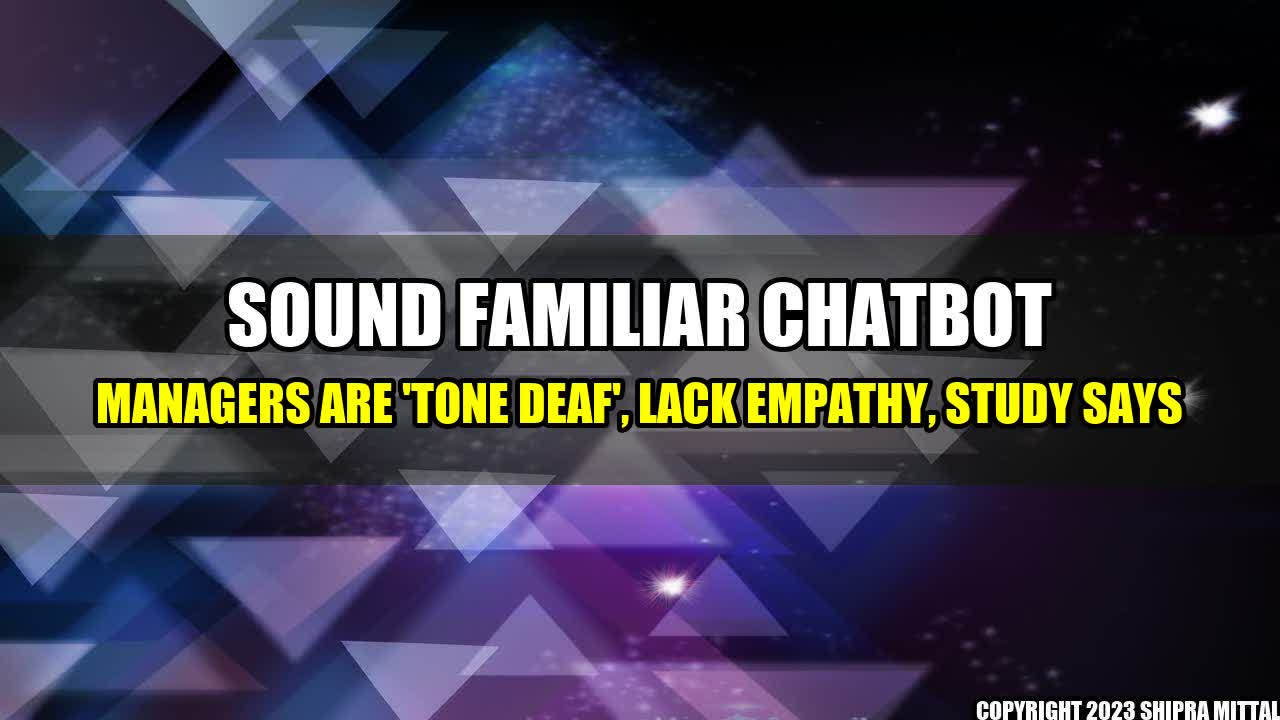 SOUND FAMILIAR CHATBOT
MANAGERS ARE 'TONE DEAF', LACK EMPATHY, STUDY SAYS
COPYRIGHT 2023 SHIPRA MITTAL